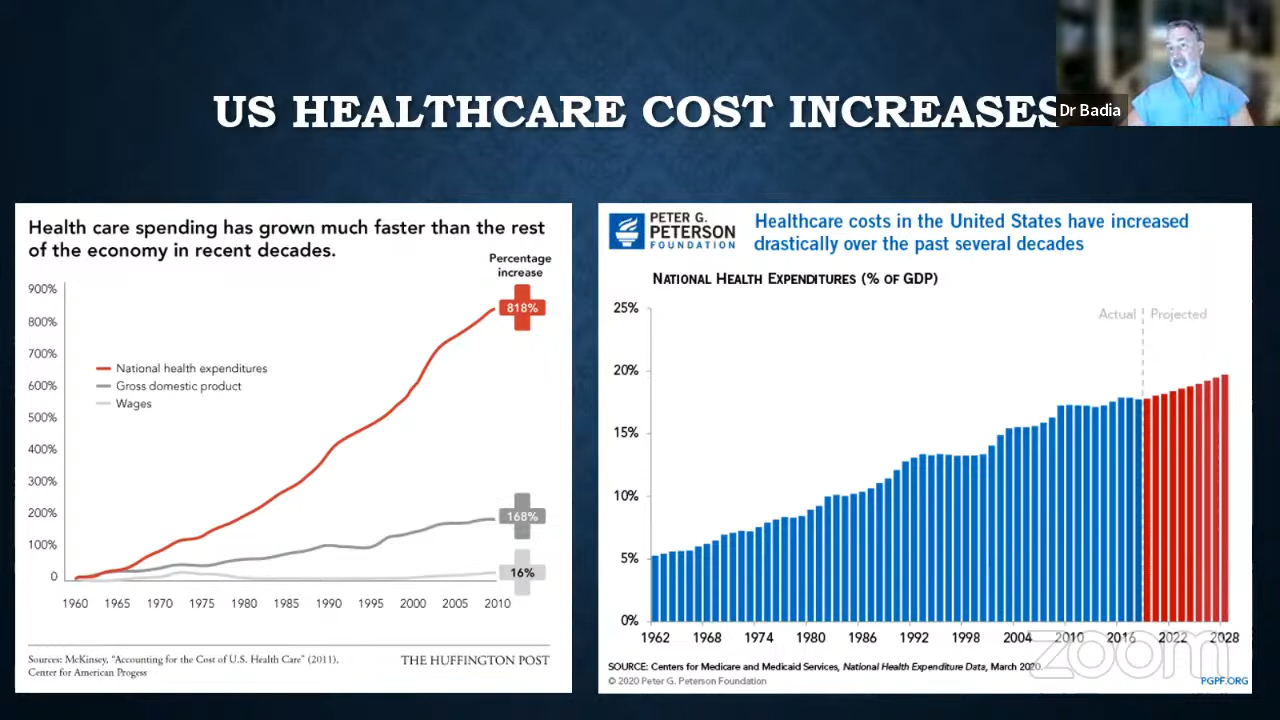 US HEALTHCARE COST INCREASES
Dr Badia
Health care spending has grown much faster than the rest
of the economy in recent decades.
Percentage
increase
900%
800%
700%
600%
500%
400%
300%
200%
100%
0
818%
168%
16%
National health expenditures
Gross domestic product
Wages
1960 1965 1970 1975 1980 1985 1990 1995 2000 2005 2010
Sources: McKinsey, "Accounting for the Cost of U.S. Health Care" (2011),
Center for American Progess
THE HUFFINGTON POST
PETER G.
PETERSON
FOUNDATION
Healthcare costs in the United States have increased
drastically over the past several decades
NATIONAL HEALTH EXPENDITURES (% OF GDP)
25%
20%
15%
10%
5%
0%
Actual Projected
1962 1968 1974 1980 1986 1992 1998 2004 2010 2016 2022 2028
zoom
SOURCE: Centers for Medicare and Medicaid Services, National Health Expenditure Data, March 2020.
© 2020 Peter G. Peterson Foundation
PGPF.ORG